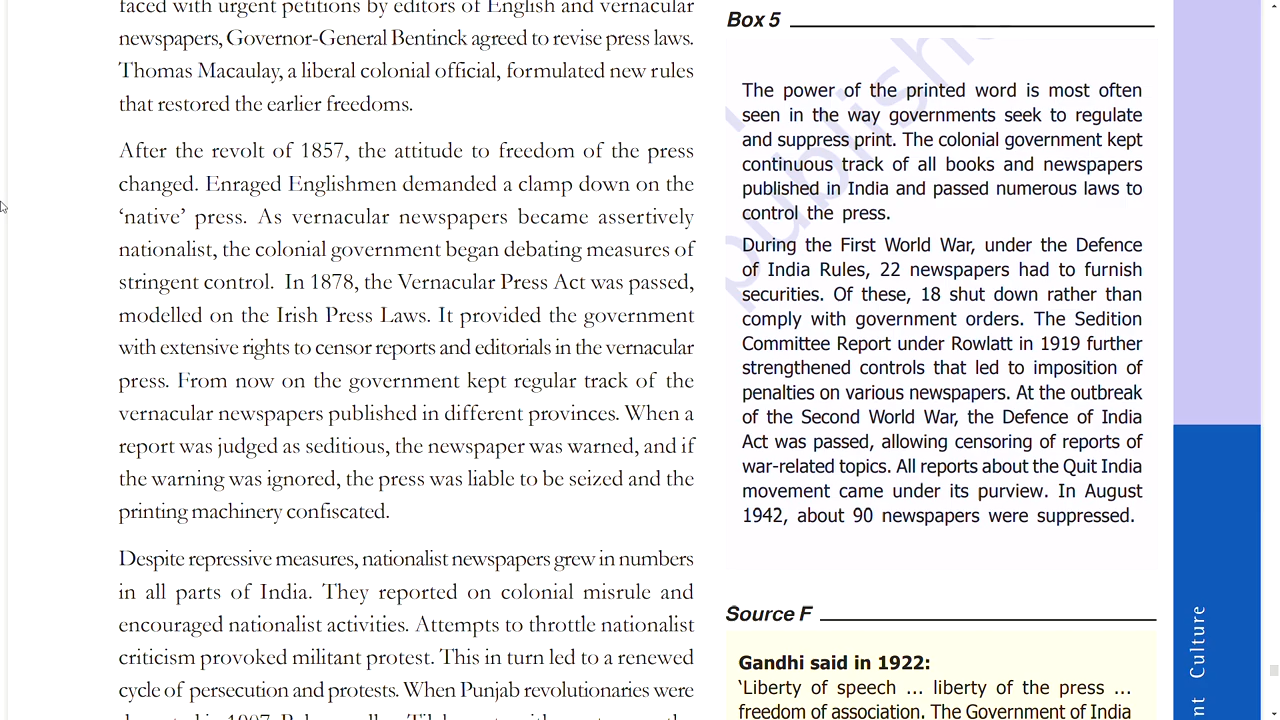 faced with urgent petitions by editors of English and vernacular
newspapers, Governor-General Bentinck agreed to revise press laws.
Thomas Macaulay, a liberal colonial official, formulated new rules
that restored the earlier freedoms.
After the revolt of 1857, the attitude to freedom of the press
changed. Enraged Englishmen demanded a clamp down on the
‘native’ press. As vernacular newspapers became assertively
nationalist, the colonial government began debating measures of
stringent control. In 1878, the Vernacular Press Act was passed,
modelled on the Irish Press Laws. It provided the government
with extensive rights to censor reports and editorials in the vernacular
press. From now on the government kept regular track of the
vernacular newspapers published in different provinces. When a
report was judged as seditious, the newspaper was warned, and if
the warning was ignored, the press was liable to be seized and the
printing machinery confiscated.
Despite repressive measures, nationalist newspapers grew in numbers
in all parts of India. They reported on colonial misrule and
encouraged nationalist activities. Attempts to throttle nationalist
criticism provoked militant protest. This in turn led to a renewed
cycle of persecution and protests. When Punjab revolutionaries were
Box 5
The power of the printed word is most often
seen in the way governments seek to regulate
and suppress print. The colonial government kept
continuous track of all books and newspapers
published in India and passed numerous laws to
control the press.
During the First World War, under the Defence
of India Rules, 22 newspapers had to furnish
securities. Of these, 18 shut down rather than
comply with government orders. The Sedition
Committee Report under Rowlatt in 1919 further
strengthened controls that led to imposition of
penalties on various newspapers. At the outbreak
of the Second World War, the Defence of India
Act was passed, allowing censoring of reports of
war-related topics. All reports about the Quit India
movement came under its purview. In August
1942, about 90 newspapers were suppressed.
Source F
Gandhi said in 1922:
‘Liberty of speech ... liberty of the press ...
freedom of association. The Government of India
nt Culture
publish